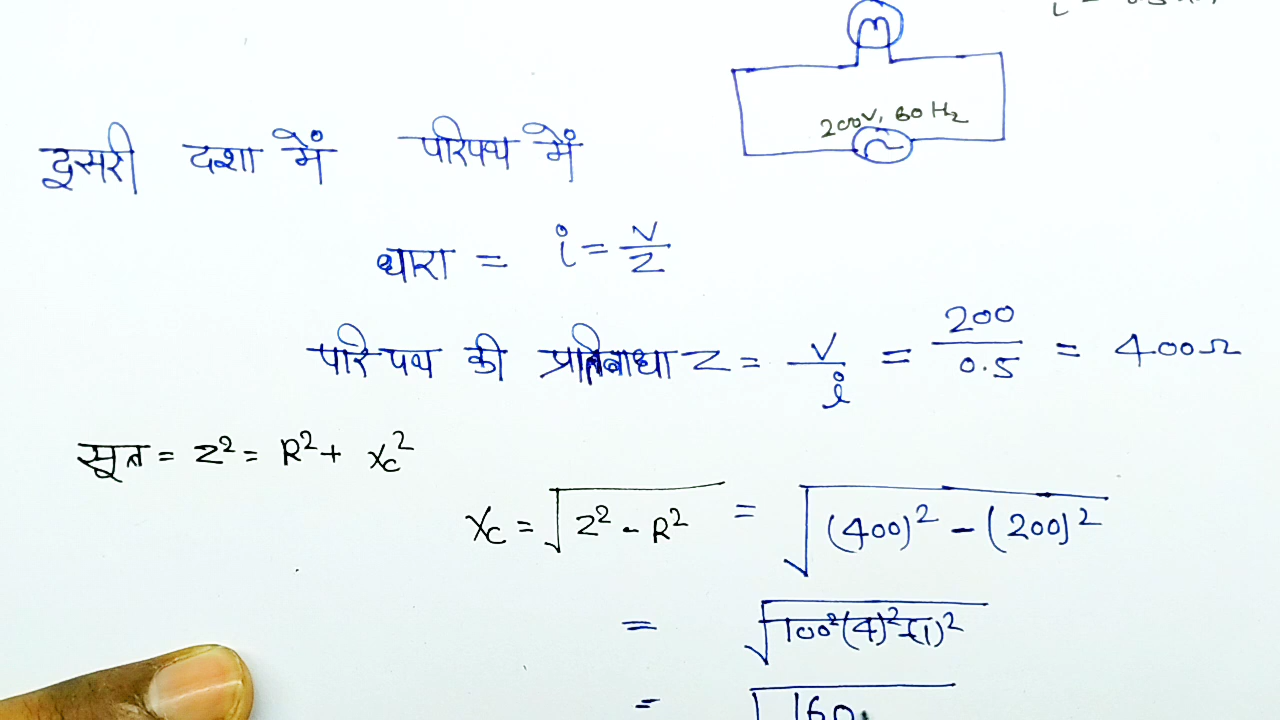 200V, 60 Hz
दूसरी दशा में परिपथ में
धारा = i = V/Z
परिपथ की प्रतिबाधा Z = V/i = 200/0.5 = 400Ω
सूत्र = Z² = R² + Xc²
Xc = √(Z² - R²) = √((400)² - (200)²)
= √(100²(4)²-(1)²)
= √160